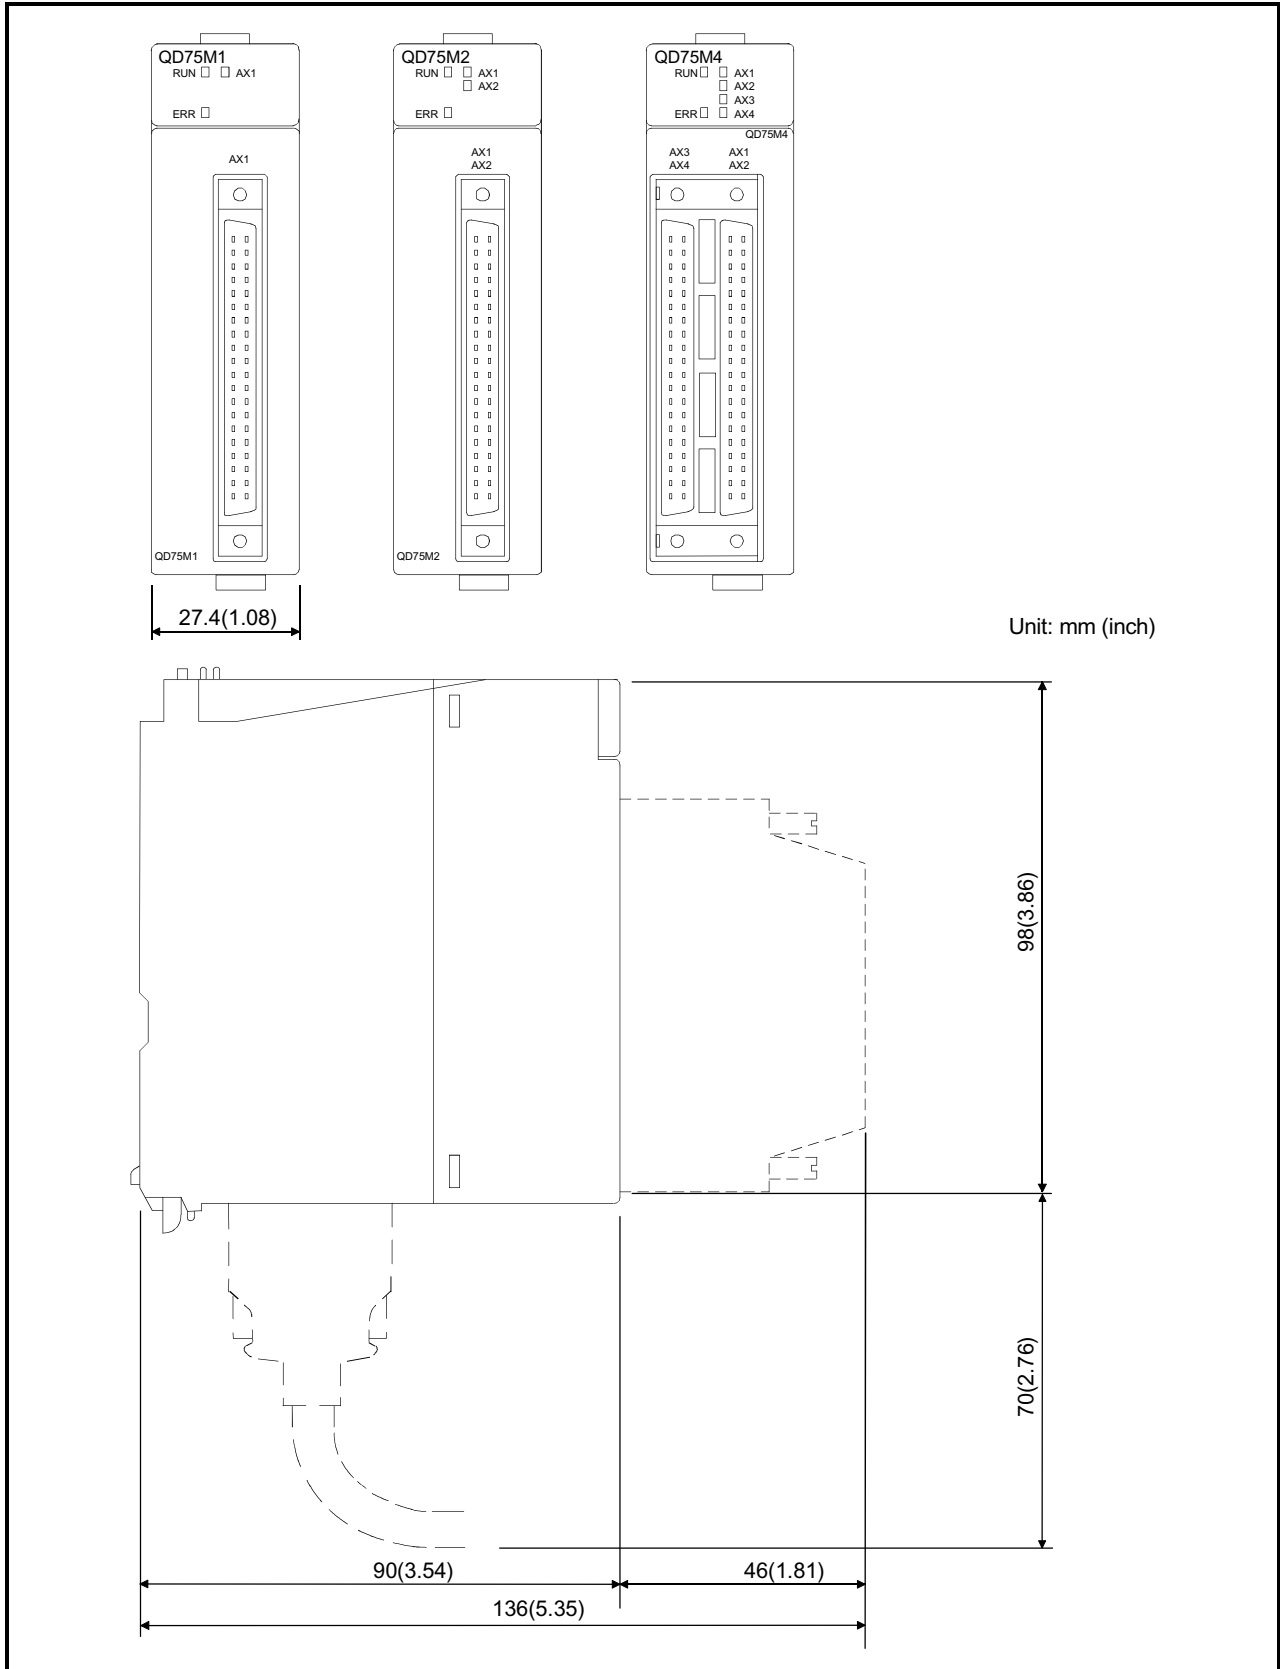 QD75M1
RUN AX1
ERR
AX1
QD75M1
27.4(1.08)
QD75M2
RUN AX1
AX2
ERR
AX1
AX2
QD75M2
QD75M4
RUN AX1
AX2
AX3
ERR AX4
QD75M4
AX3 AX1
AX4 AX2
Unit: mm (inch)
98(3.86)
70(2.76)
90(3.54)
46(1.81)
136(5.35)